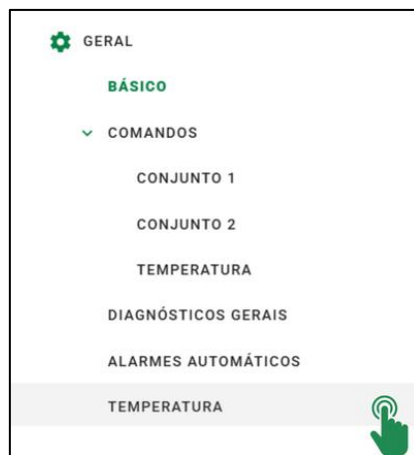 GERAL
BÁSICO
COMANDOS
CONJUNTO 1
CONJUNTO 2
TEMPERATURA
DIAGNÓSTICOS GERAIS
ALARMES AUTOMÁTICOS
TEMPERATURA